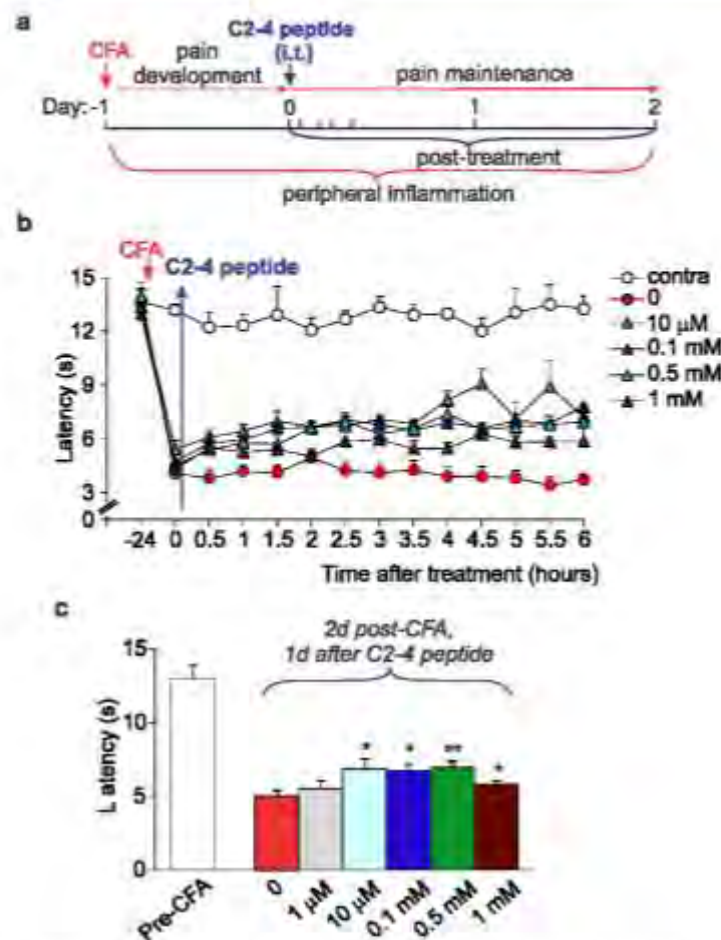 a
C2-4 peptide
(i.t.)
CFA
pain
development
pain maintenance
Day: -1
0
1
2
post-treatment
peripheral inflammation
b
CFA
C2-4 peptide
15
12
9
6
3
0
Latency (s)
-24 0 0.5 1 1.5 2 2.5 3 3.5 4 4.5 5 5.5 6
Time after treatment (hours)
contra
0
10 μM
0.1 mM
0.5 mM
1 mM
c
2d post-CFA,
1d after C2-4 peptide
15
10
5
0
L atency (s)
* * ** *
Pre-CFA 0 1 μM 10 μM 0.1 mM 0.5 mM 1 mM